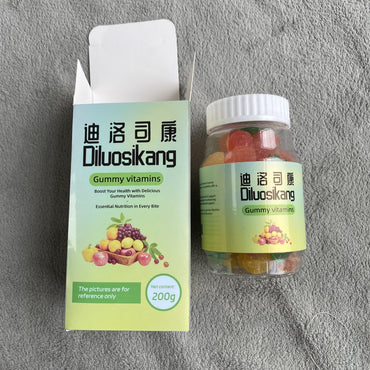 迪洛司康
Diluosikang
Gummy vitamins
Boost Your Health with Delicious
Gummy Vitamins
Essential Nutrition in Every Bite
The pictures are for
reference only
Net content:
200g
迪洛司康
Diluosikang
Gummy vitamins